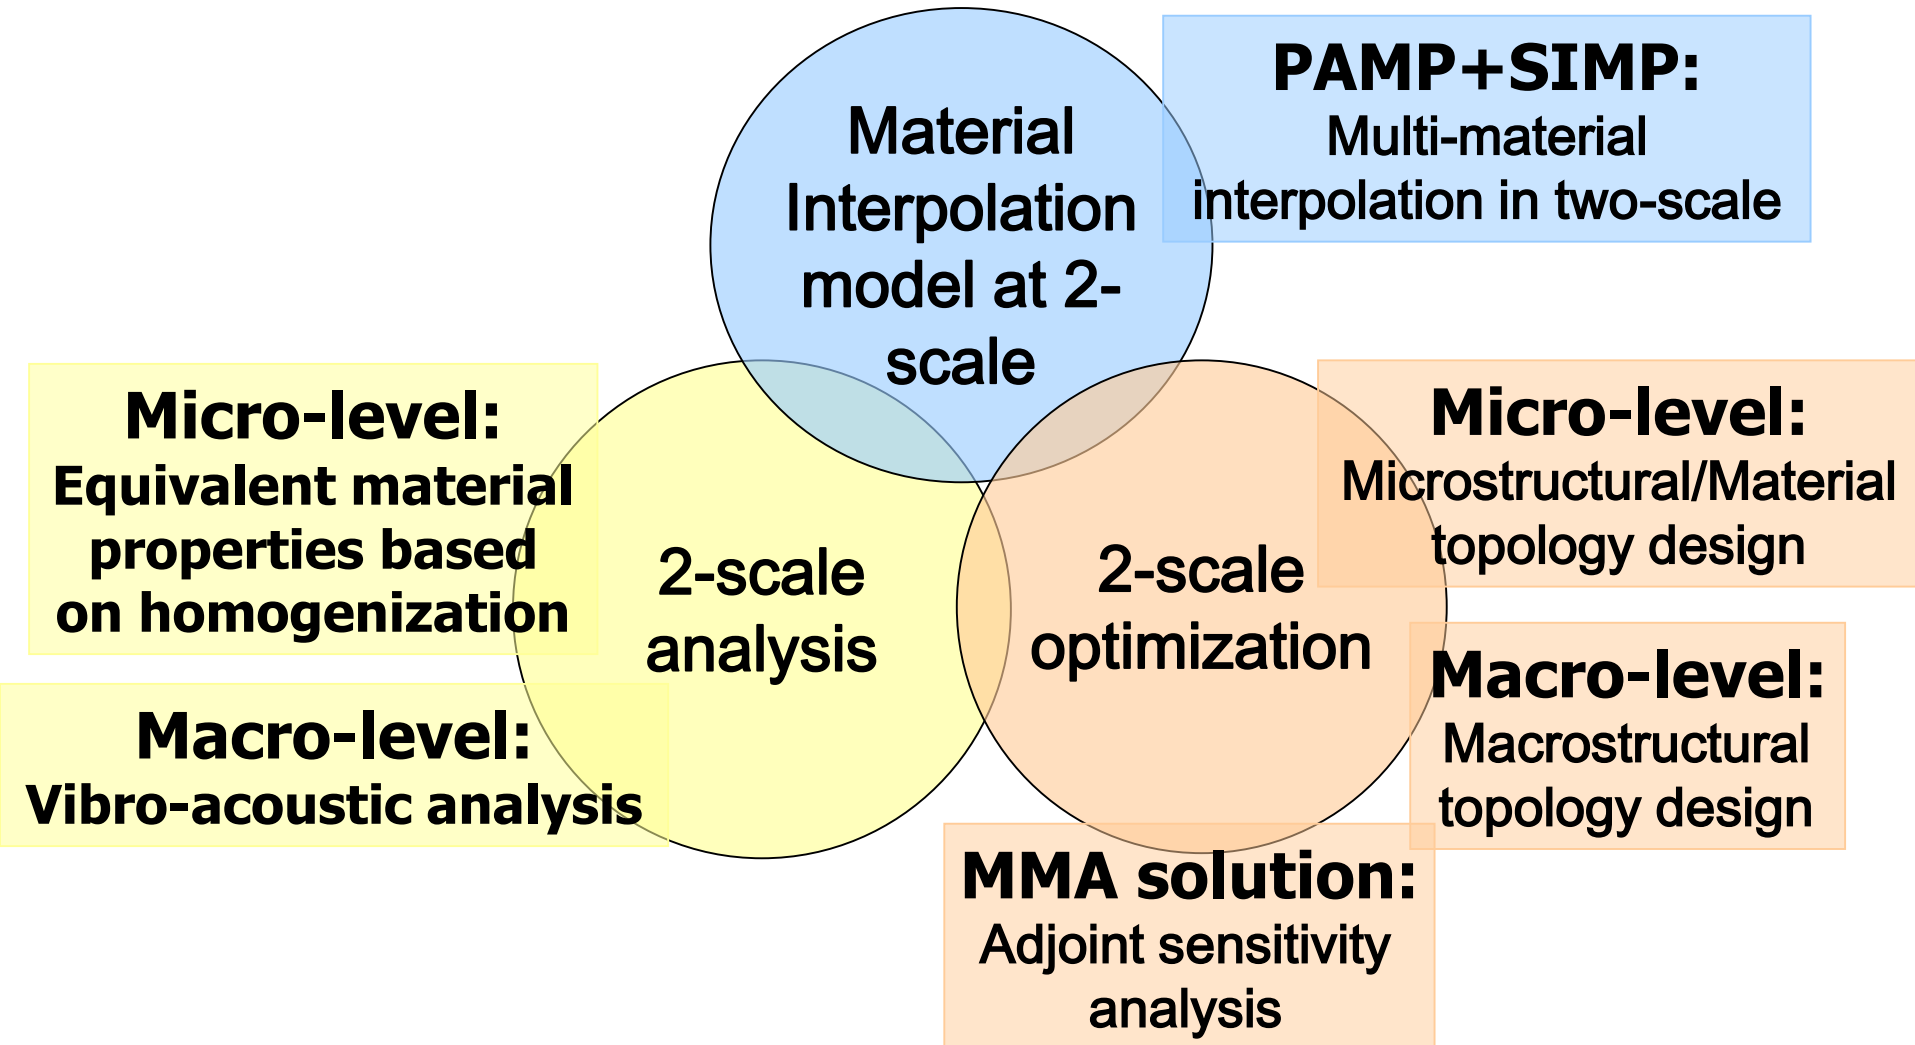 Material
Interpolation
model at 2-
scale
PAMP+SIMP:
Multi-material
interpolation in two-scale
Micro-level:
Equivalent material
properties based
on homogenization
Macro-level:
Vibro-acoustic analysis
2-scale
analysis
2-scale
optimization
Micro-level:
Microstructural/Material
topology design
Macro-level:
Macrostructural
topology design
MMA solution:
Adjoint sensitivity
analysis